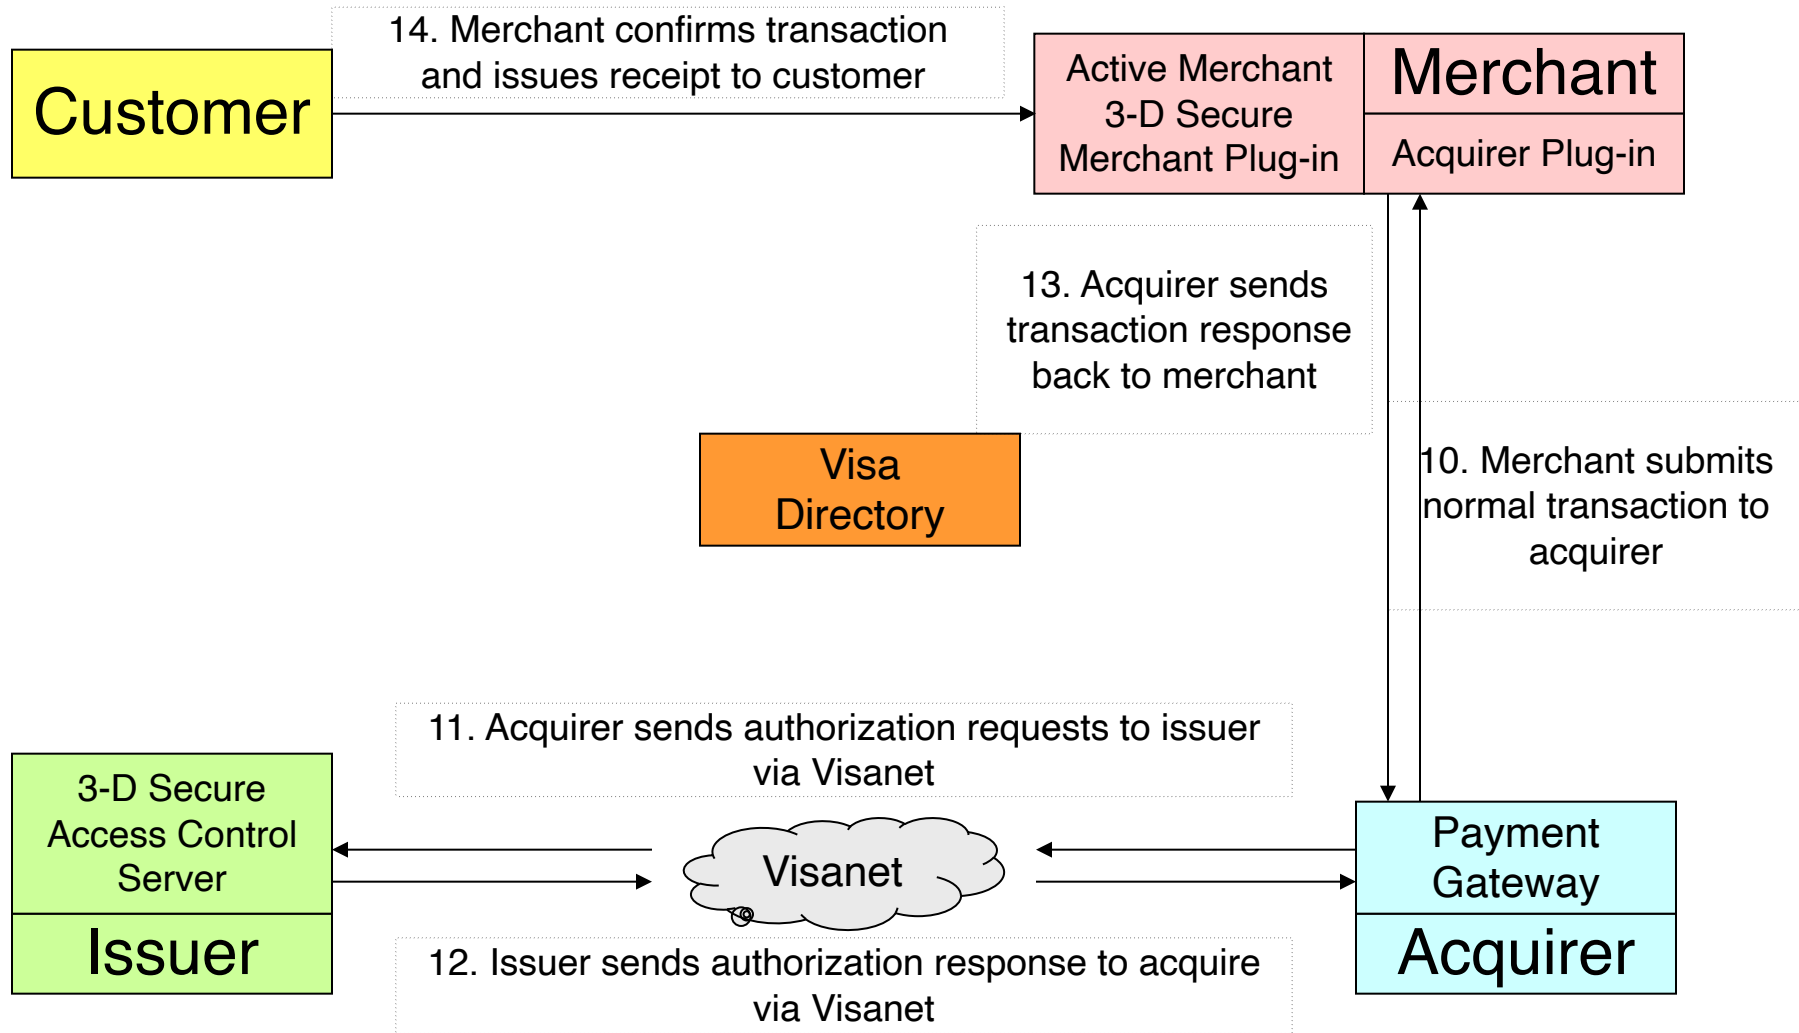 14. Merchant confirms transaction
and issues receipt to customer
Customer
Active Merchant
3-D Secure
Merchant Plug-in
Merchant
Acquirer Plug-in
13. Acquirer sends
transaction response
back to merchant
10. Merchant submits
normal transaction to
acquirer
Visa
Directory
11. Acquirer sends authorization requests to issuer
via Visanet
3-D Secure
Access Control
Server
Issuer
Visanet
Payment
Gateway
Acquirer
12. Issuer sends authorization response to acquire
via Visanet